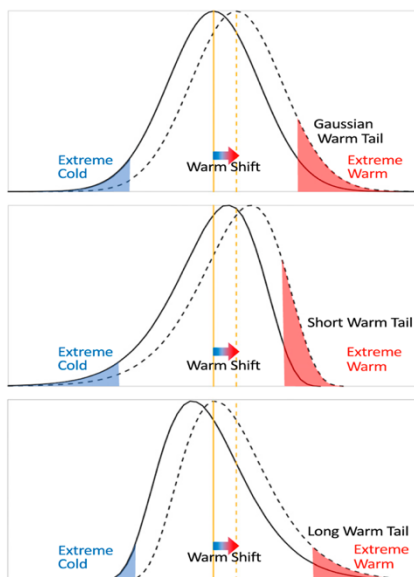 Gaussian
Warm Tail
Extreme
Cold
Extreme
Warm
Warm Shift
Short Warm Tail
Extreme
Cold
Extreme
Warm
Warm Shift
Long Warm Tail
Extreme
Cold
Extreme
Warm
Warm Shift